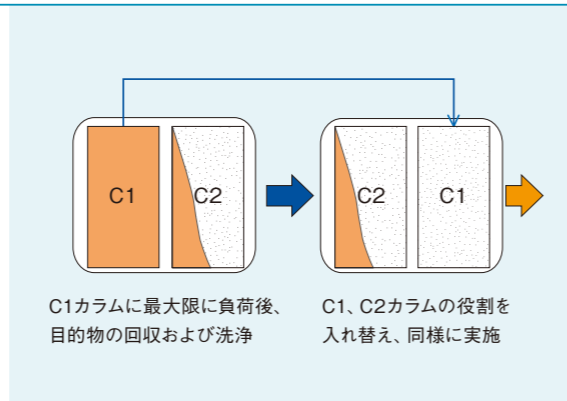 C1
C2
C2
C1
C1カラムに最大限に負荷後、
目的物の回収および洗浄
C1、C2カラムの役割を
入れ替え、同様に実施